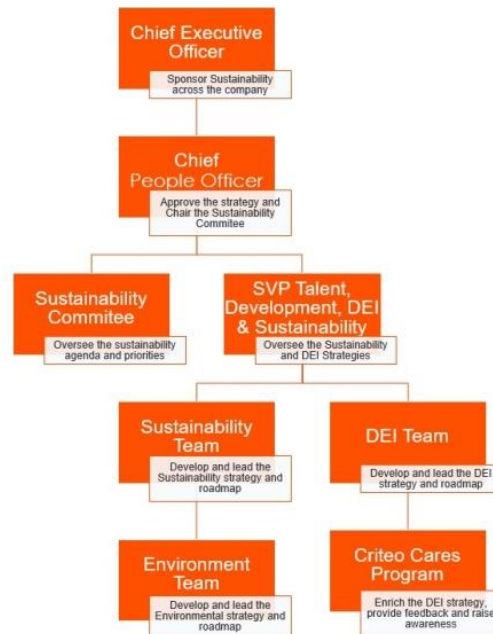 Chief Executive
Officer
Sponsor Sustainability
across the company
Chief
People Officer
Approve the strategy and
Chair the Sustainability
Commitee
Sustainability
Commitee
Oversee the sustainability
agenda and priorities
SVP Talent,
Development, DEI
& Sustainability
Oversee the Sustainability
and DEI Strategies
Sustainability
Team
Develop and lead the
Sustainability strategy and
roadmap
DEI Team
Develop and lead the DEI
strategy and roadmap
Environment
Team
Develop and lead the
Environmental strategy and
roadmap
Criteo Cares
Program
Enrich the DEI strategy,
provide feedback and raise
awareness